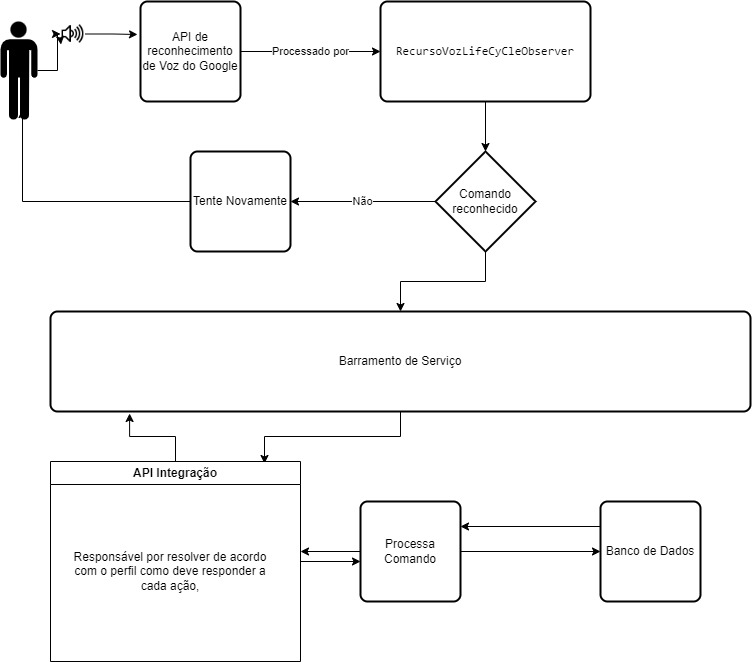 API de
reconhecimento
de Voz do Google
Processado por
RecursoVozLifeCyCleObserver
Comando
reconhecido
Não
Tente Novamente
Barramento de Serviço
API Integração
Responsável por resolver de acordo
com o perfil como deve responder a
cada ação,
Processa
Comando
Banco de Dados